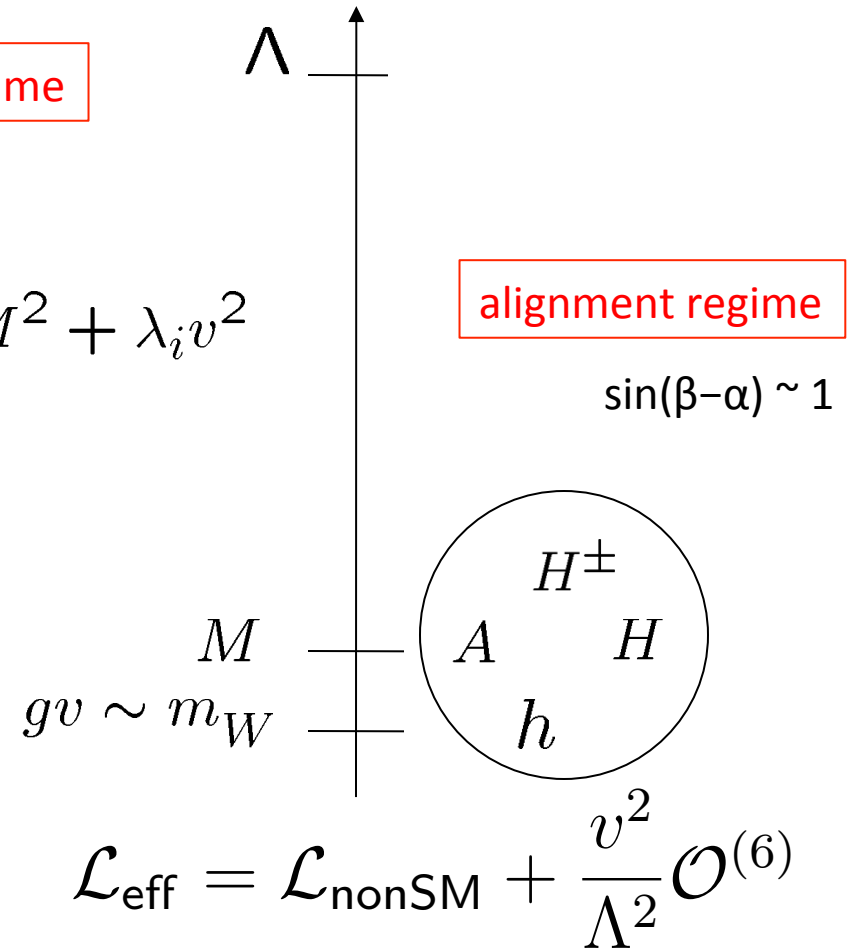 Λ
me
M² + λᵢv²
alignment regime
sin(β−α) ~ 1
H^±
M
A H
gv ∼ m_W
h
ℒ_eff = ℒ_nonSM + v²/Λ² 𝒪^(6)